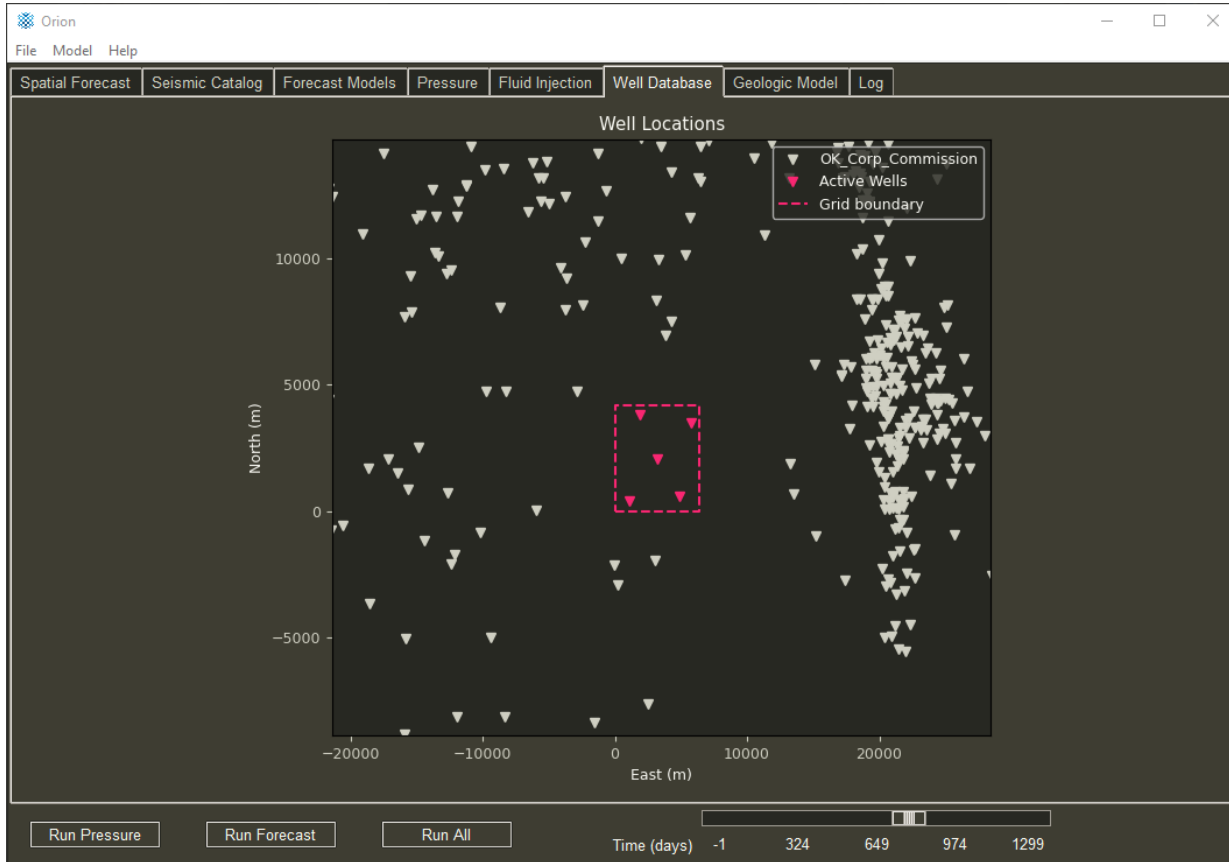 Orion
File Model Help
Spatial Forecast Seismic Catalog Forecast Models Pressure Fluid Injection Well Database Geologic Model Log
Well Locations
OK_Corp_Commission
Active Wells
Grid boundary
10000
5000
0
−5000
North (m)
−20000 −10000 0 10000 20000
East (m)
Run Pressure Run Forecast Run All
Time (days) -1 324 649 974 1299